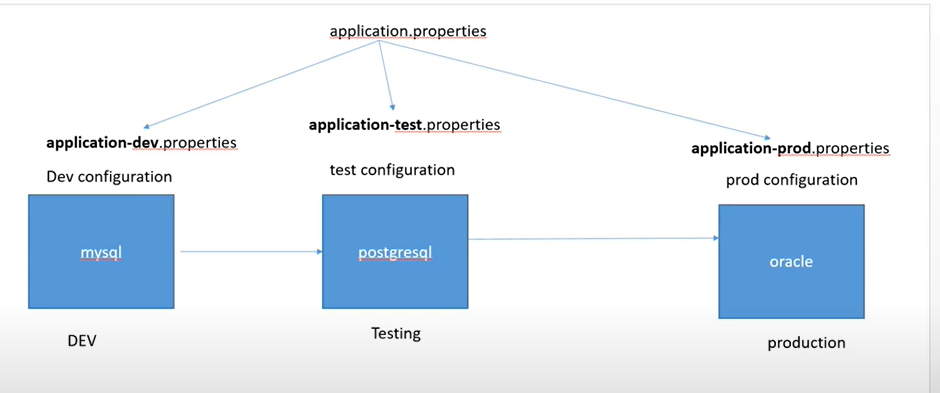 application.properties
application-dev.properties
application-test.properties
application-prod.properties
Dev configuration
test configuration
prod configuration
mysql
postgresql
oracle
DEV
Testing
production